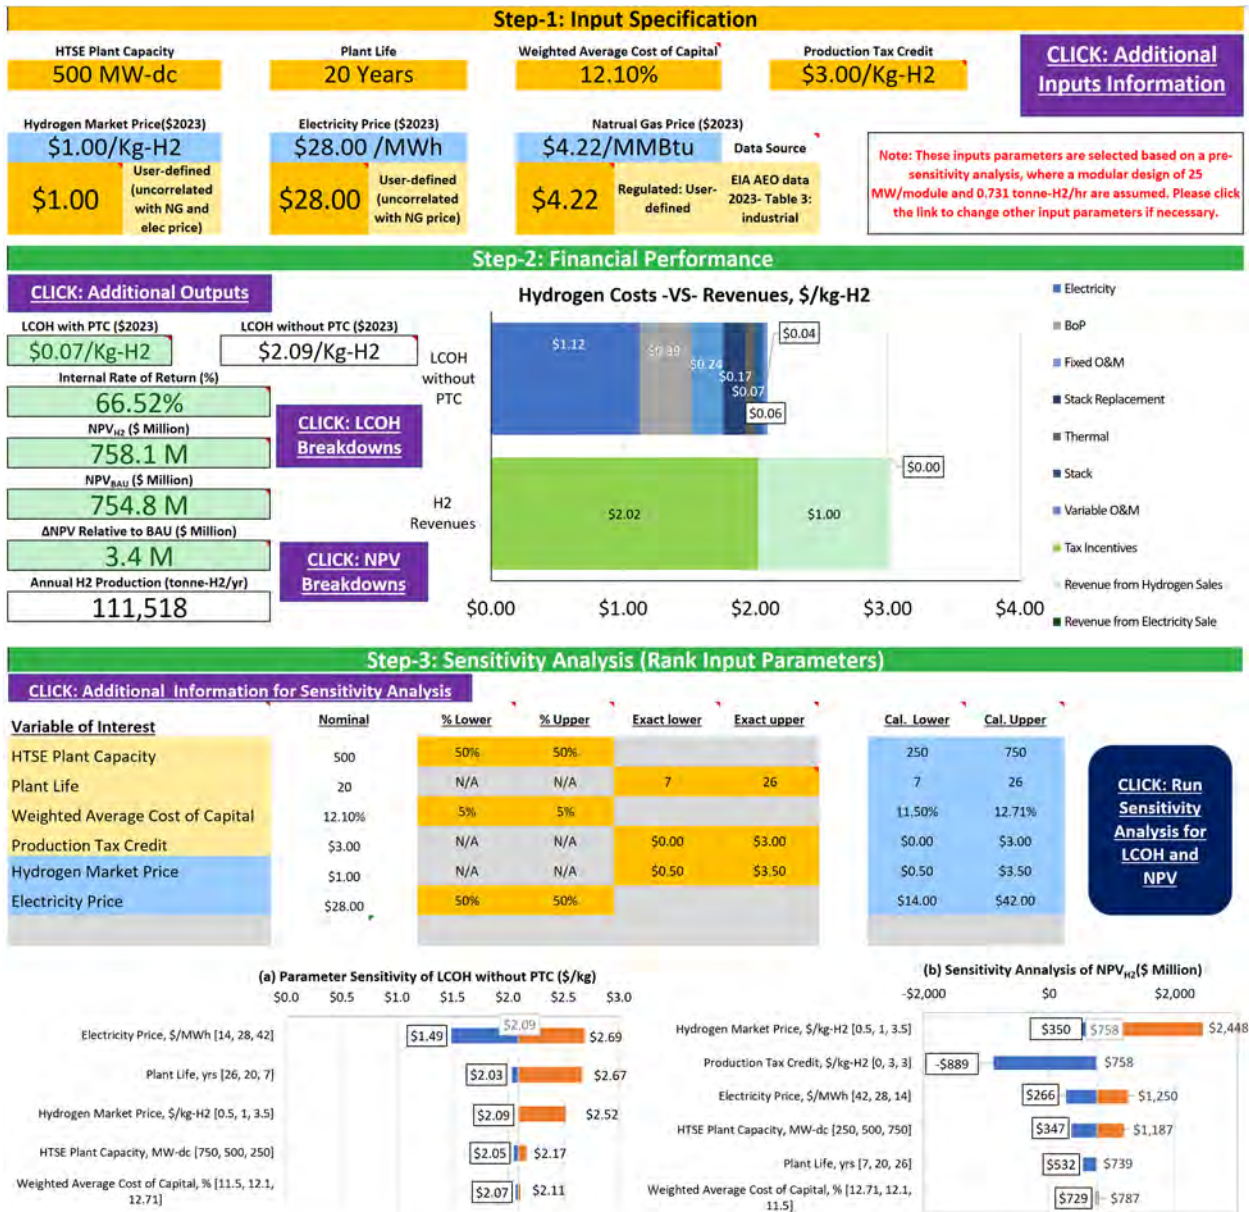 Step-1: Input Specification
HTSE Plant Capacity
500 MW-dc
Plant Life
20 Years
Weighted Average Cost of Capital
12.10%
Production Tax Credit
$3.00/Kg-H2
CLICK: Additional
Inputs Information
Hydrogen Market Price($2023)
$1.00/Kg-H2
$1.00
User-defined
(uncorrelated
with NG and
elec price)
Electricity Price ($2023)
$28.00 /MWh
$28.00
User-defined
(uncorrelated
with NG price)
Natrual Gas Price ($2023)
$4.22/MMBtu
Data Source
$4.22
Regulated: User-
defined
EIA AEO data
2023- Table 3:
industrial
Note: These inputs parameters are selected based on a pre-
sensitivity analysis, where a modular design of 25
MW/module and 0.731 tonne-H2/hr are assumed. Please click
the link to change other input parameters if necessary.
Step-2: Financial Performance
CLICK: Additional Outputs
LCOH with PTC ($2023)
$0.07/Kg-H2
LCOH without PTC ($2023)
$2.09/Kg-H2
Internal Rate of Return (%)
66.52%
NPVH2 ($ Million)
758.1 M
NPVBAU ($ Million)
754.8 M
ΔNPV Relative to BAU ($ Million)
3.4 M
Annual H2 Production (tonne-H2/yr)
111,518
CLICK: LCOH
Breakdowns
CLICK: NPV
Breakdowns
Hydrogen Costs -VS- Revenues, $/kg-H2
LCOH
without
PTC
$1.12
$0.39
$0.24
$0.17
$0.07
$0.06
$0.04
H2
Revenues
$2.02
$1.00
$0.00
$0.00 $1.00 $2.00 $3.00 $4.00
Electricity
BoP
Fixed O&M
Stack Replacement
Thermal
Stack
Variable O&M
Tax Incentives
Revenue from Hydrogen Sales
Revenue from Electricity Sale
Step-3: Sensitivity Analysis (Rank Input Parameters)
CLICK: Additional Information for Sensitivity Analysis
Variable of Interest Nominal % Lower % Upper Exact lower Exact upper Cal. Lower Cal. Upper
HTSE Plant Capacity 500 50% 50% 250 750
Plant Life 20 N/A N/A 7 26 7 26
Weighted Average Cost of Capital 12.10% 5% 5% 11.50% 12.71%
Production Tax Credit $3.00 N/A N/A $0.00 $3.00 $0.00 $3.00
Hydrogen Market Price $1.00 N/A N/A $0.50 $3.50 $0.50 $3.50
Electricity Price $28.00 50% 50% $14.00 $42.00
CLICK: Run
Sensitivity
Analysis for
LCOH and
NPV
(a) Parameter Sensitivity of LCOH without PTC ($/kg)
$0.0 $0.5 $1.0 $1.5 $2.0 $2.5 $3.0
$2.09
Electricity Price, $/MWh [14, 28, 42] $1.49 $2.69
Plant Life, yrs [26, 20, 7] $2.03 $2.67
Hydrogen Market Price, $/kg-H2 [0.5, 1, 3.5] $2.09 $2.52
HTSE Plant Capacity, MW-dc [750, 500, 250] $2.05 $2.17
Weighted Average Cost of Capital, % [11.5, 12.1,
12.71] $2.07 $2.11
(b) Sensitivity Annalysis of NPVH2($ Million)
-$2,000 $0 $2,000
Hydrogen Market Price, $/kg-H2 [0.5, 1, 3.5] $350 $758 $2,448
Production Tax Credit, $/kg-H2 [0, 3, 3] -$889 $758
Electricity Price, $/MWh [42, 28, 14] $266 $1,250
HTSE Plant Capacity, MW-dc [250, 500, 750] $347 $1,187
Plant Life, yrs [7, 20, 26] $532 $739
Weighted Average Cost of Capital, % [12.71, 12.1,
11.5] $729 $787